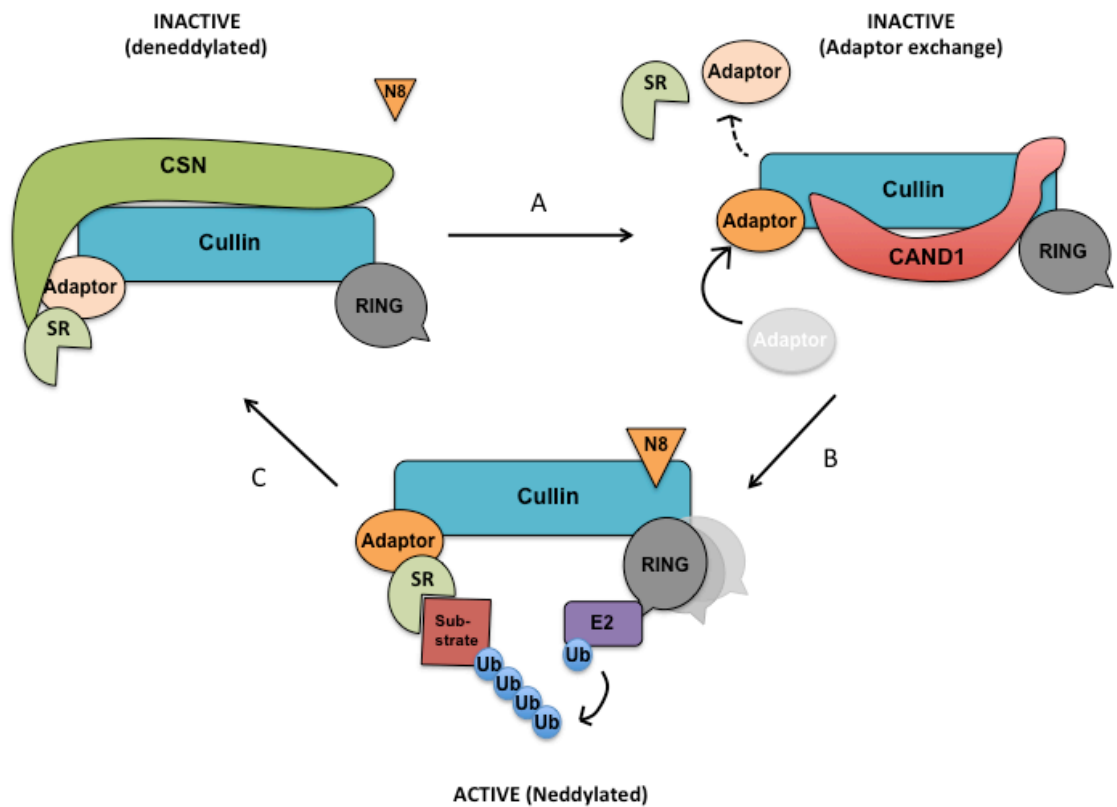 INACTIVE
(deneddylated)
N8
CSN
Cullin
Adaptor
SR
RING
A
INACTIVE
(Adaptor exchange)
SR
Adaptor
Cullin
Adaptor
CAND1
RING
Adaptor
B
C
N8
Cullin
Adaptor
SR
RING
Sub-
strate
E2
Ub
Ub
Ub
Ub
Ub
ACTIVE (Neddylated)